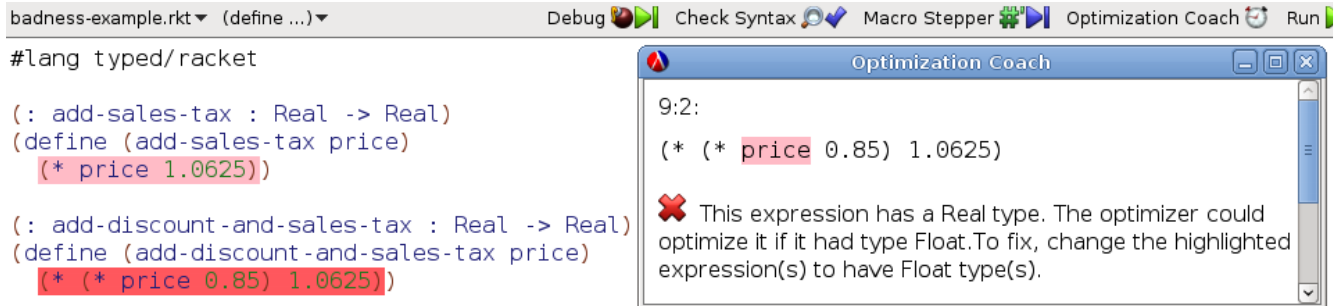 badness-example.rkt (define ...) Debug Check Syntax Macro Stepper Optimization Coach Run
#lang typed/racket
(: add-sales-tax : Real -> Real)
(define (add-sales-tax price)
(* price 1.0625))
(: add-discount-and-sales-tax : Real -> Real)
(define (add-discount-and-sales-tax price)
(* (* price 0.85) 1.0625))
Optimization Coach
9:2:
(* (* price 0.85) 1.0625)
This expression has a Real type. The optimizer could
optimize it if it had type Float.To fix, change the highlighted
expression(s) to have Float type(s).